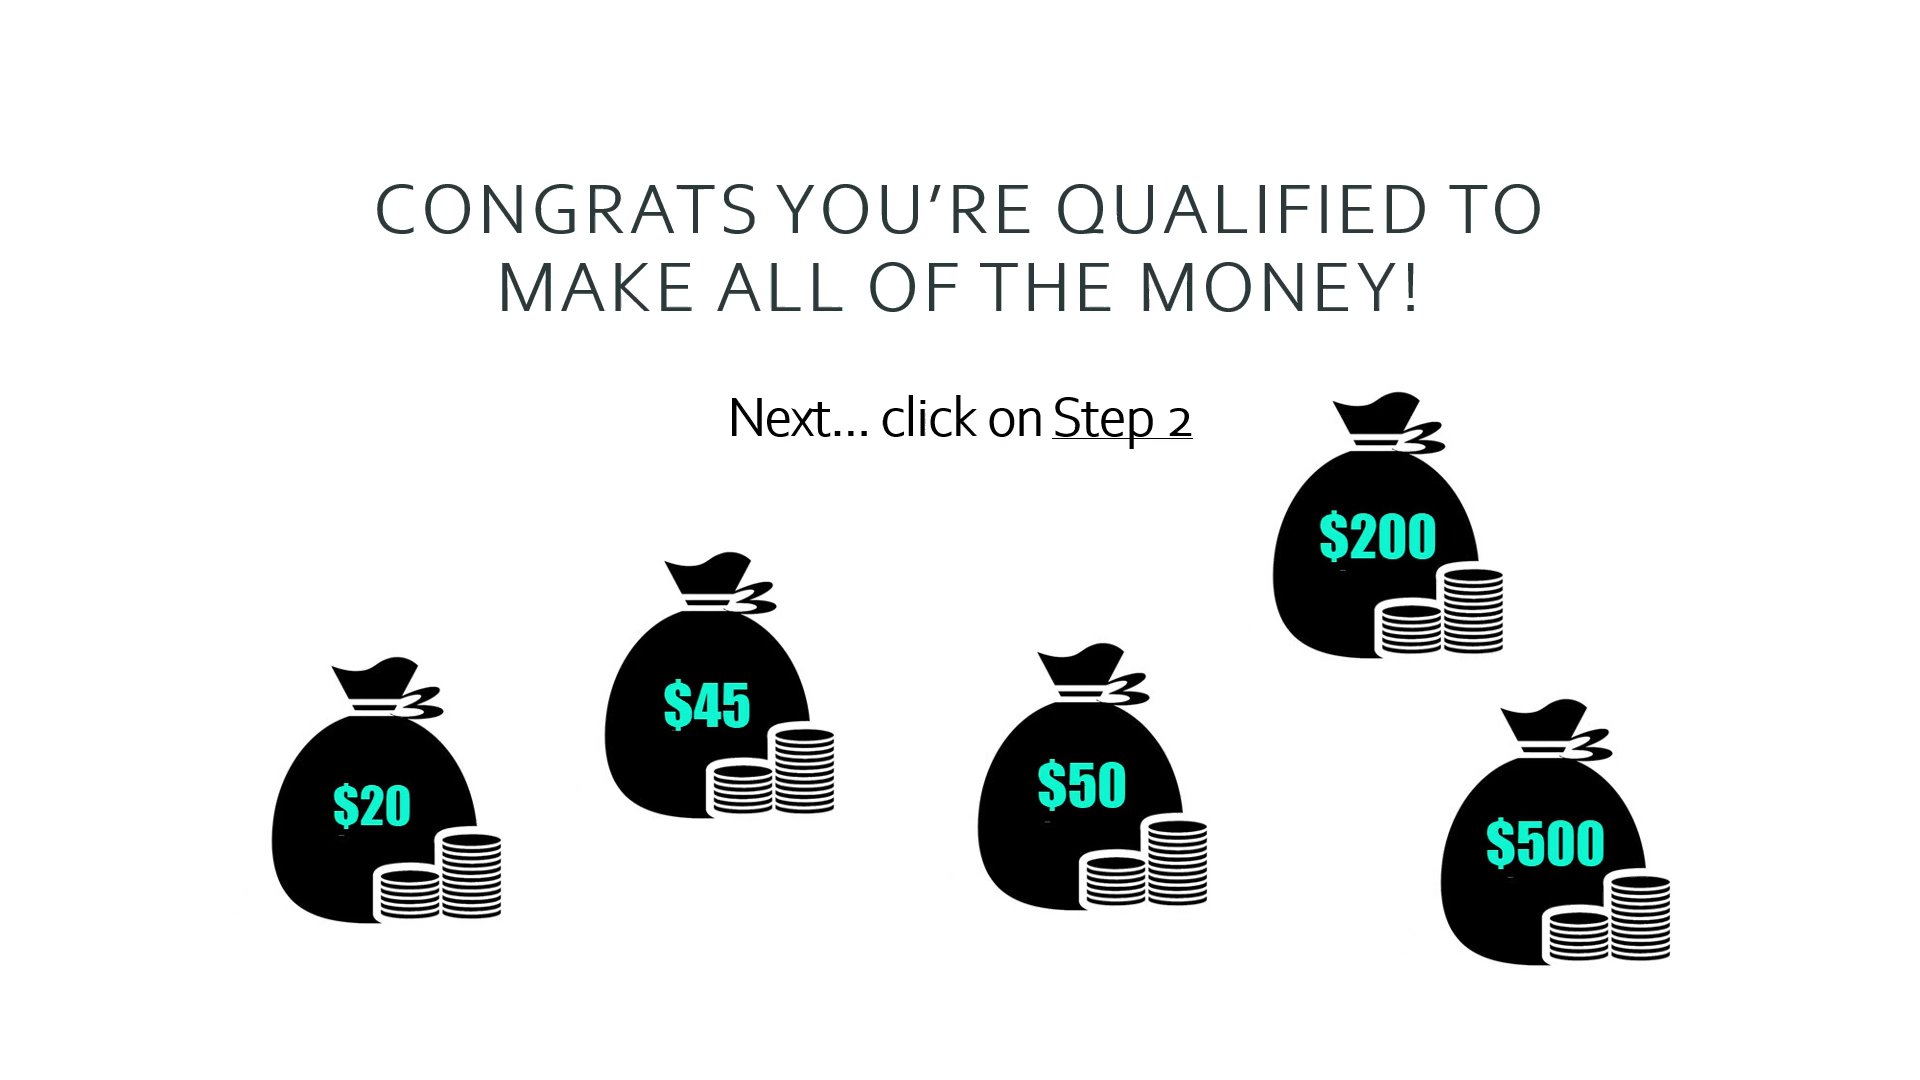 CONGRATS YOU’RE QUALIFIED TO
MAKE ALL OF THE MONEY!
Next... click on Step 2
$200
$45
$50
$20
$500